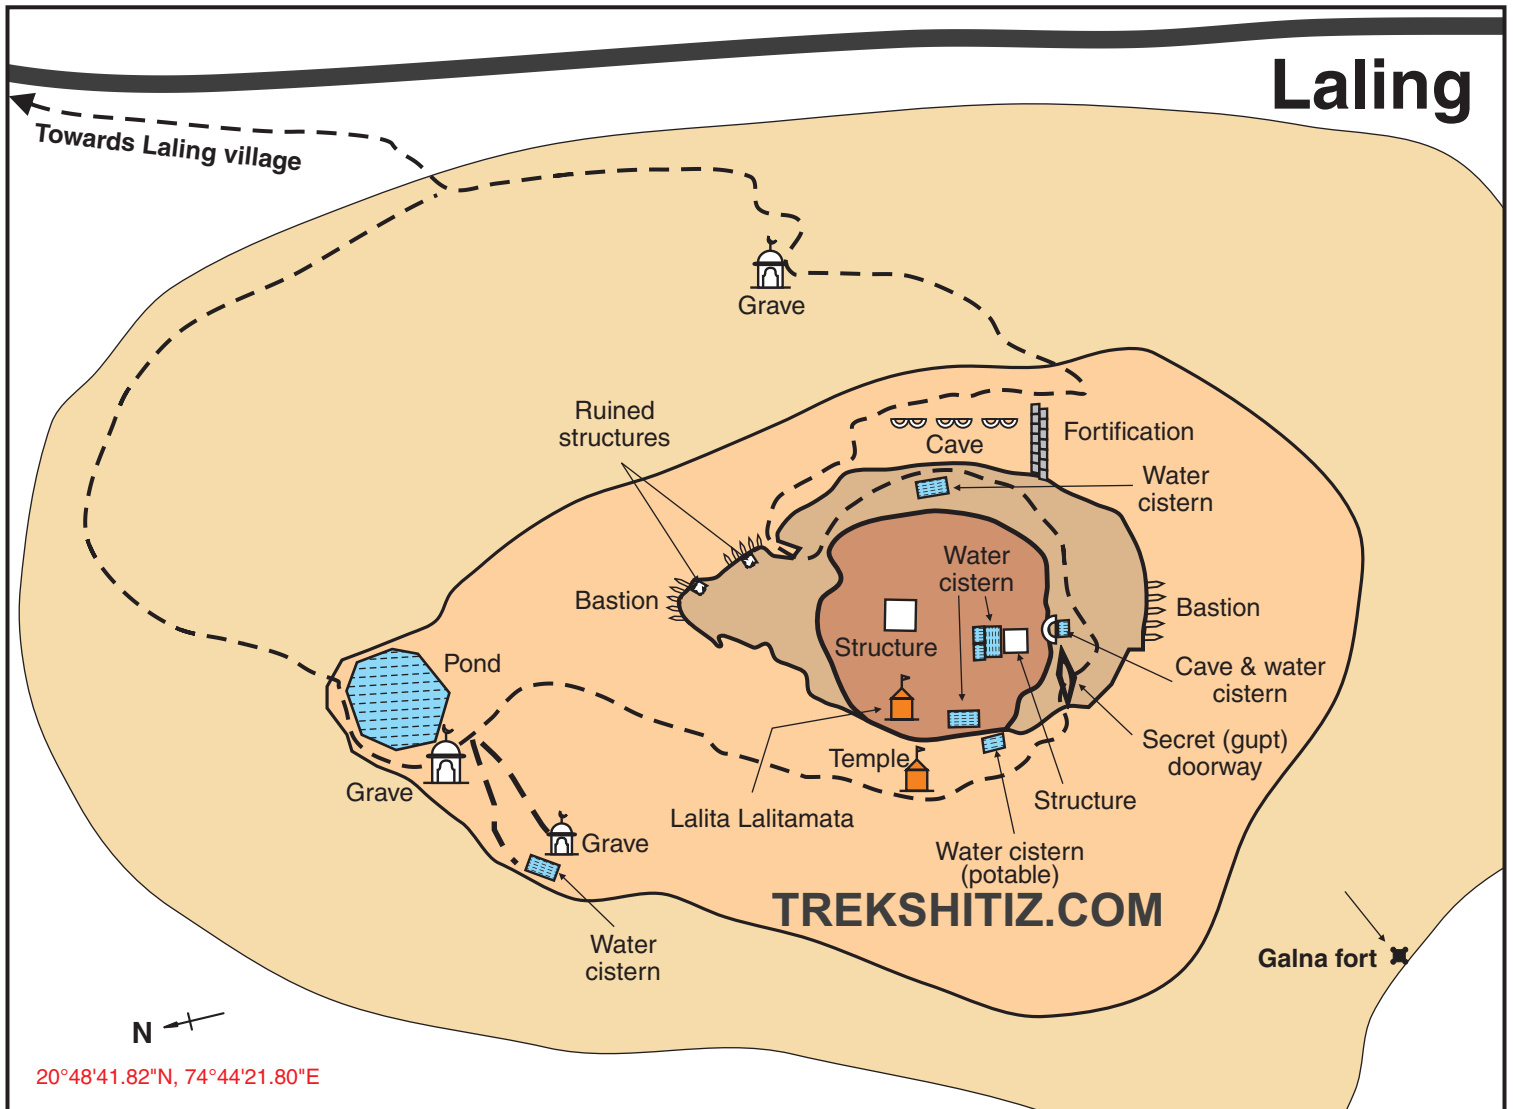 Laling
Towards Laling village
Grave
Ruined
structures
Cave
Fortification
Water
cistern
Water
cistern
Bastion
Bastion
Structure
Pond
Cave & water
cistern
Secret (gupt)
doorway
Temple
Grave
Structure
Lalita Lalitamata
Grave
Water cistern
(potable)
TREKSHITIZ.COM
Water
cistern
Galna fort
N
20°48'41.82"N, 74°44'21.80"E